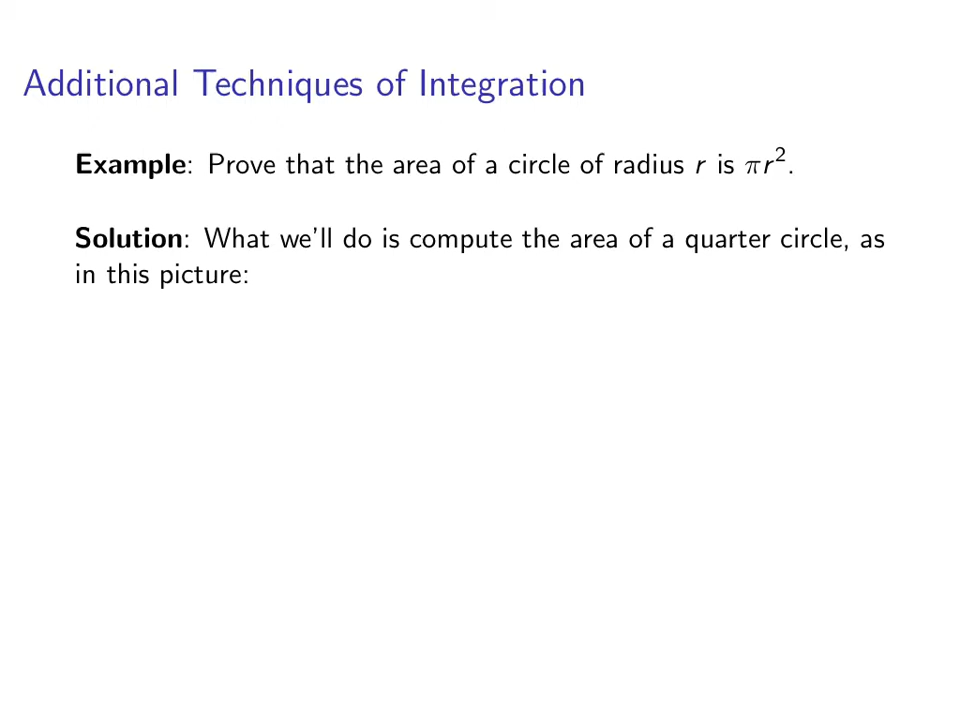 Additional Techniques of Integration
Example: Prove that the area of a circle of radius r is πr².
Solution: What we'll do is compute the area of a quarter circle, as
in this picture: